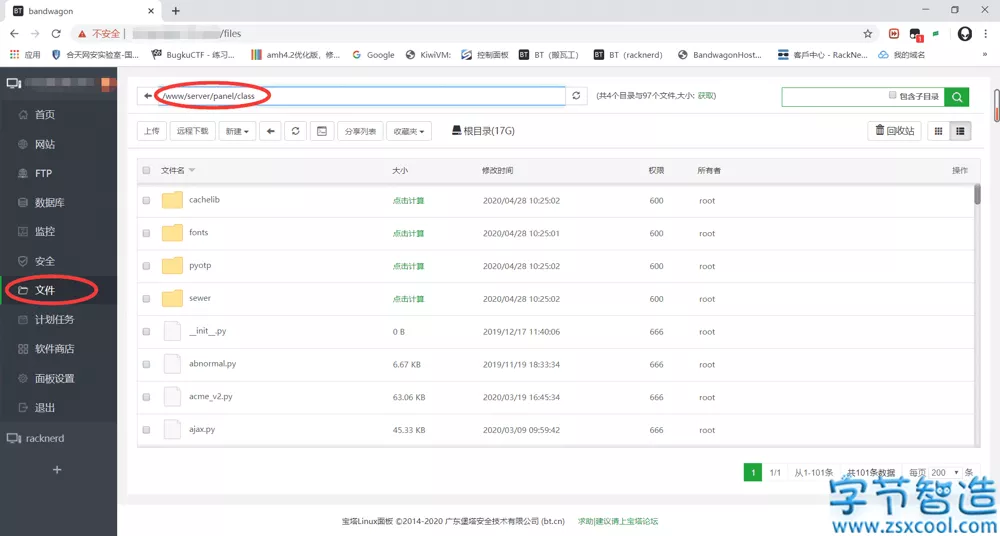 BT bandwagon
不安全 /files
应用 合天网安实验室-国... BugkuCTF - 练习... amh4.2优化版，修... Google KiwiVM: 控制面板 BT BT（搬瓦工） BT BT（racknerd） BandwagonHost... 客戶中心 - RackNe... 我的域名
/www/server/panel/class (共4个目录与97个文件,大小: 获取) 包含子目录
首页
网站
FTP
数据库
监控
安全
文件
计划任务
软件商店
面板设置
退出
racknerd
+
上传 远程下载 新建 分享列表 收藏夹 根目录(17G) 回收站
文件名 大小 修改时间 权限 所有者 操作
cachelib 点击计算 2020/04/28 10:25:02 600 root
fonts 点击计算 2020/04/28 10:25:01 600 root
pyotp 点击计算 2020/04/28 10:25:02 600 root
sewer 点击计算 2020/04/28 10:25:02 600 root
__init__.py 0 B 2019/12/17 11:40:06 666 root
abnormal.py 6.67 KB 2019/11/19 18:33:34 666 root
acme_v2.py 63.06 KB 2020/03/19 16:45:34 666 root
ajax.py 45.33 KB 2020/03/09 09:59:42 666 root
1 1/1 从1-101条 共101条数据 每页 200 条
宝塔Linux面板 ©2014-2020 广东堡塔安全技术有限公司 (bt.cn) 求助|建议请上宝塔论坛
字节智造
www.zsxcool.com